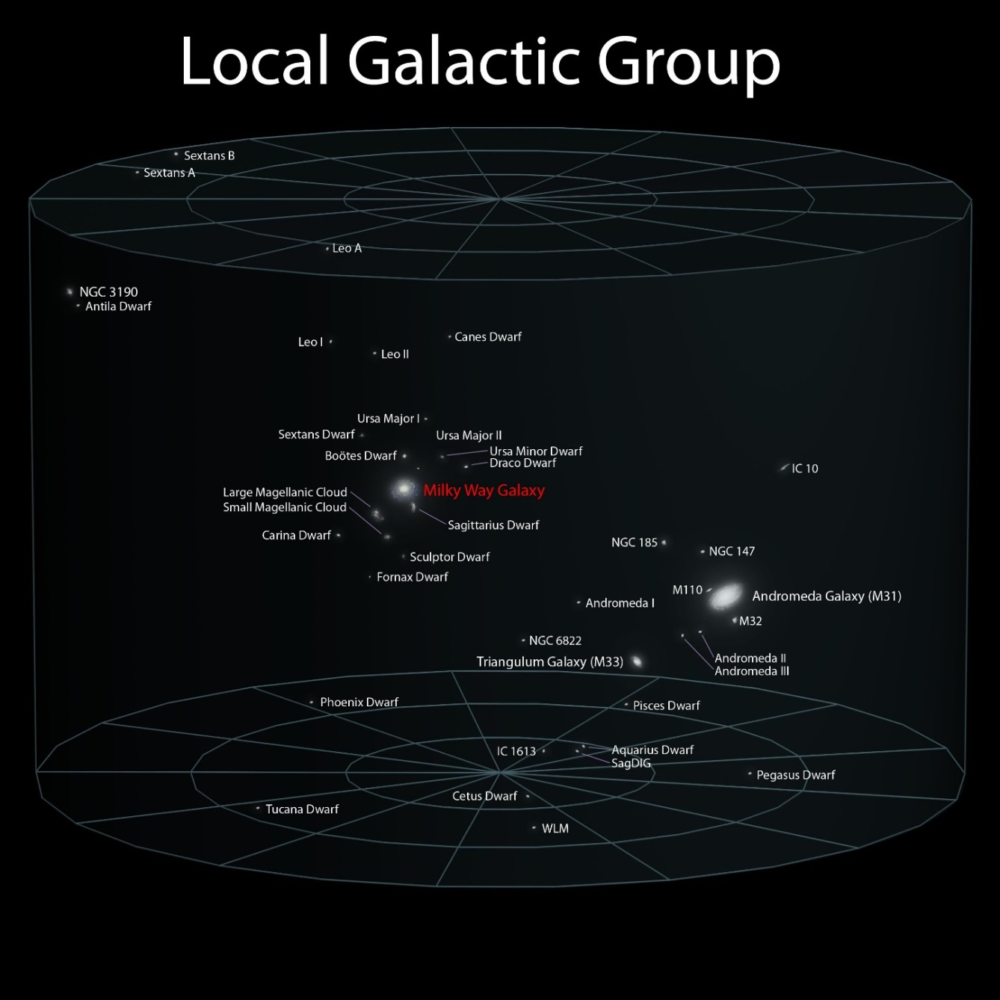 Local Galactic Group
Sextans B
Sextans A
Leo A
NGC 3190
Antila Dwarf
Canes Dwarf
Leo I
Leo II
Ursa Major I
Sextans Dwarf
Ursa Major II
Ursa Minor Dwarf
Boötes Dwarf
Draco Dwarf
IC 10
Milky Way Galaxy
Large Magellanic Cloud
Small Magellanic Cloud
Sagittarius Dwarf
Carina Dwarf
NGC 185
NGC 147
Sculptor Dwarf
Fornax Dwarf
M110
Andromeda Galaxy (M31)
Andromeda I
M32
NGC 6822
Andromeda II
Triangulum Galaxy (M33)
Andromeda III
Phoenix Dwarf
Pisces Dwarf
IC 1613
Aquarius Dwarf
SagDIG
Pegasus Dwarf
Cetus Dwarf
Tucana Dwarf
WLM